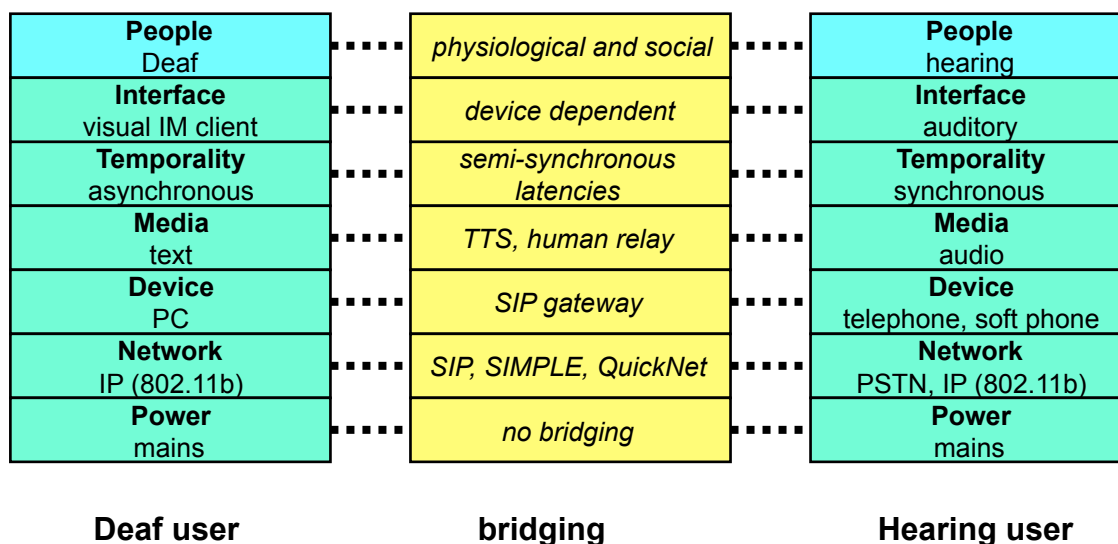 People
Deaf
physiological and social
People
hearing
Interface
visual IM client
device dependent
Interface
auditory
Temporality
asynchronous
semi-synchronous
latencies
Temporality
synchronous
Media
text
TTS, human relay
Media
audio
Device
PC
SIP gateway
Device
telephone, soft phone
Network
IP (802.11b)
SIP, SIMPLE, QuickNet
Network
PSTN, IP (802.11b)
Power
mains
no bridging
Power
mains
Deaf user
bridging
Hearing user